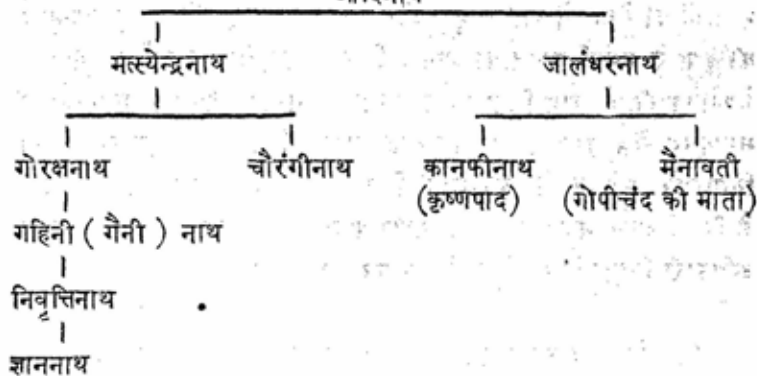 मत्स्येन्द्रनाथ जालंधरनाथ
गोरक्षनाथ चौरंगीनाथ कानफीनाथ मैनावती
(कृष्णपाद) (गोपीचंद की माता)
गहिनी ( गैनी ) नाथ
निवृत्तिनाथ
ज्ञाननाथ